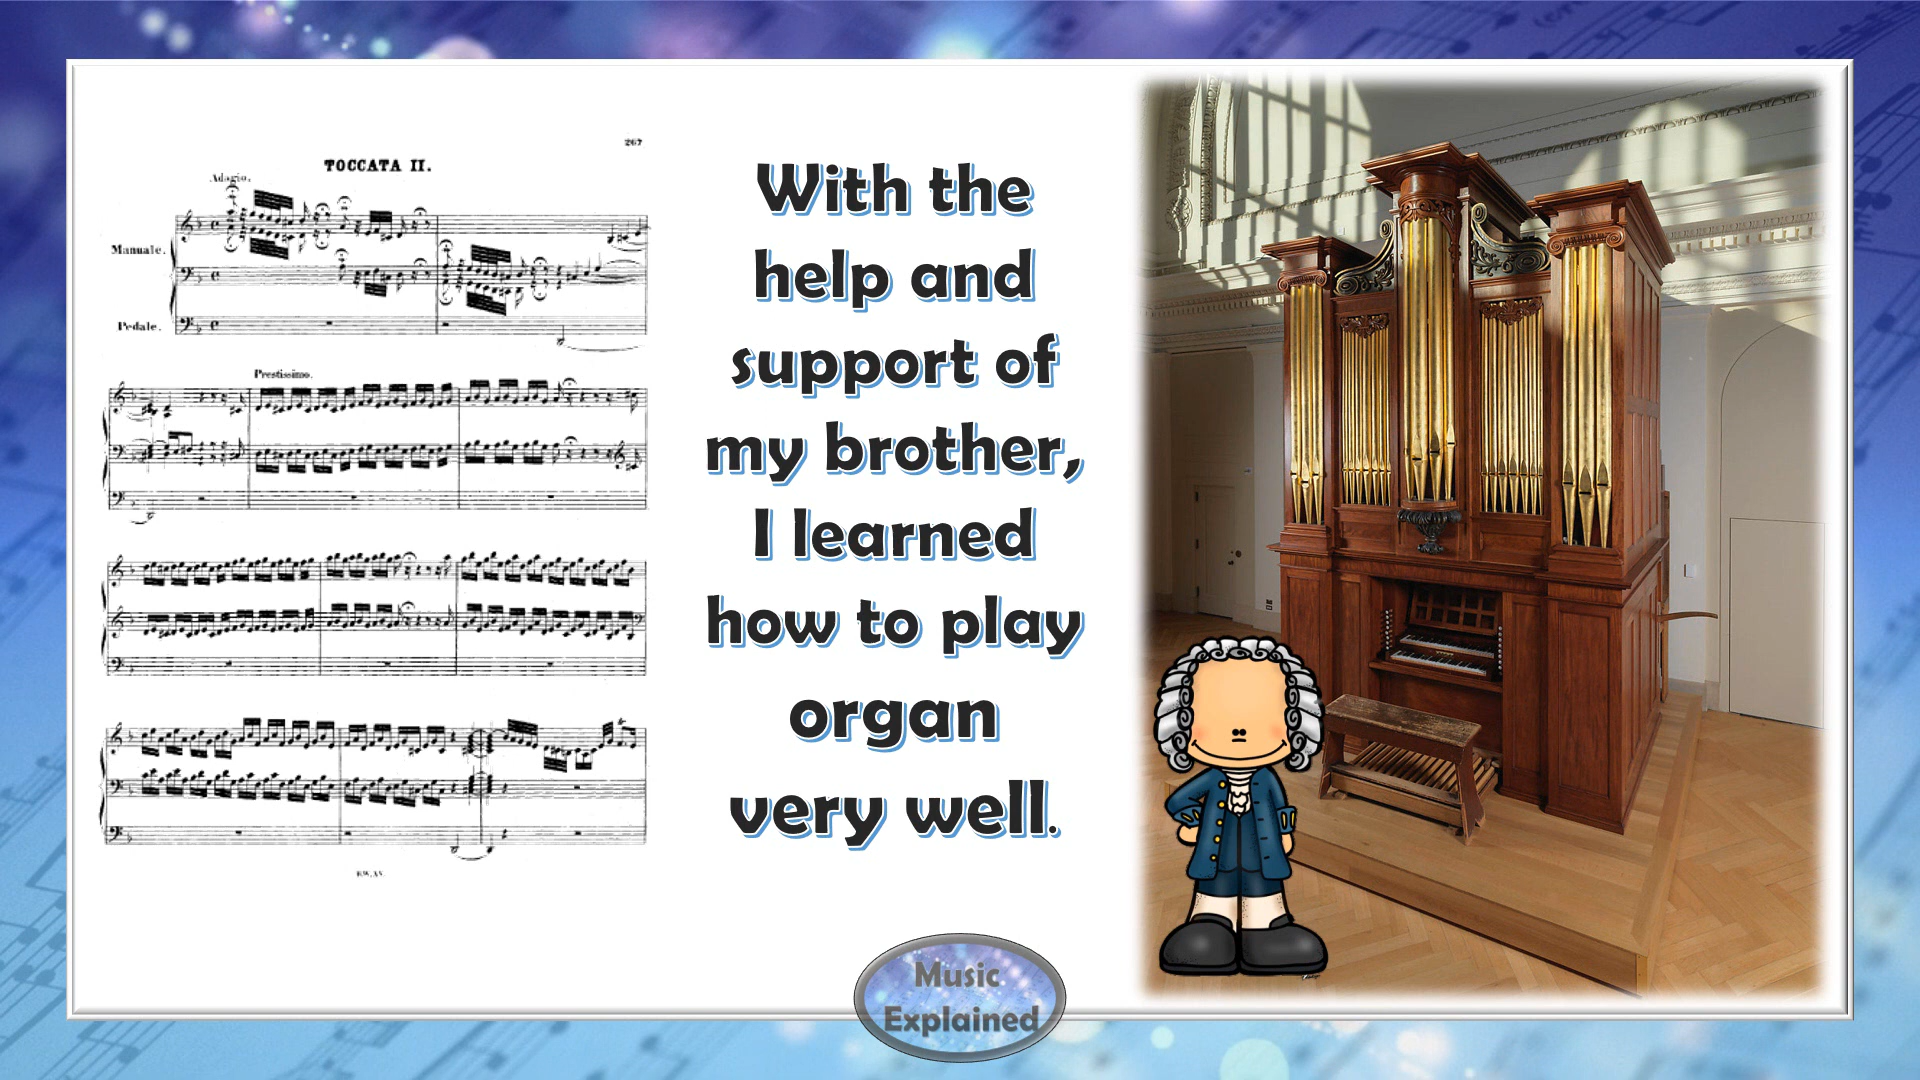 267
TOCCATA II.
Adagio.
Manuale.
Pedale.
Prestissimo.
B.W. XV.
With the
help and
support of
my brother,
I learned
how to play
organ
very well.
Music
Explained